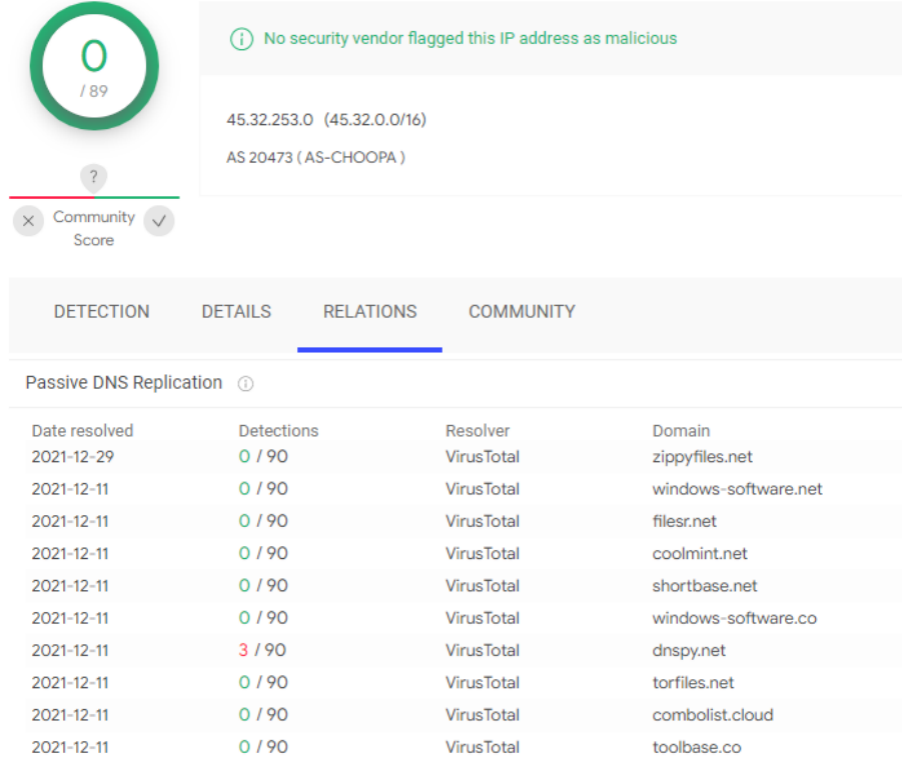 0
/ 89
No security vendor flagged this IP address as malicious
45.32.253.0 (45.32.0.0/16)
AS 20473 ( AS-CHOOPA )
?
Community Score
DETECTION DETAILS RELATIONS COMMUNITY
Passive DNS Replication
Date resolved Detections Resolver Domain
2021-12-29 0 / 90 VirusTotal zippyfiles.net
2021-12-11 0 / 90 VirusTotal windows-software.net
2021-12-11 0 / 90 VirusTotal filesr.net
2021-12-11 0 / 90 VirusTotal coolmint.net
2021-12-11 0 / 90 VirusTotal shortbase.net
2021-12-11 0 / 90 VirusTotal windows-software.co
2021-12-11 3 / 90 VirusTotal dnspy.net
2021-12-11 0 / 90 VirusTotal torfiles.net
2021-12-11 0 / 90 VirusTotal combolist.cloud
2021-12-11 0 / 90 VirusTotal toolbase.co